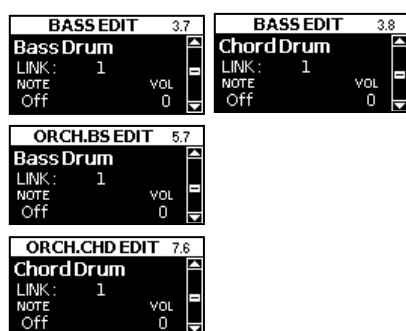 BASS EDIT 3.7
Bass Drum
LINK: 1
NOTE VOL
Off 0
BASS EDIT 3.8
Chord Drum
LINK: 1
NOTE VOL
Off 0
ORCH.BS EDIT 5.7
Bass Drum
LINK: 1
NOTE VOL
Off 0
ORCH.CHD EDIT 7.6
Chord Drum
LINK: 1
NOTE VOL
Off 0